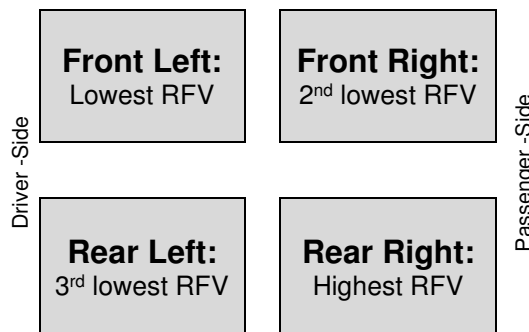 Front Left:
Lowest RFV
Front Right:
2nd lowest RFV
Driver -Side
Passenger -Side
Rear Left:
3rd lowest RFV
Rear Right:
Highest RFV